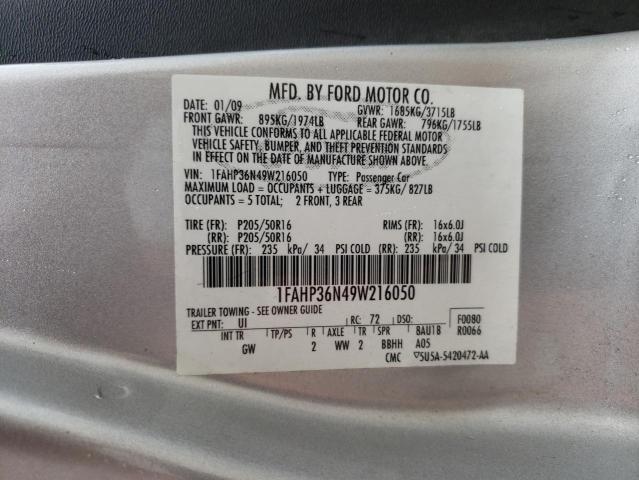 MFD. BY FORD MOTOR CO.
DATE: 01/09 GVWR: 1685KG/3715LB
FRONT GAWR: 895KG/1974LB REAR GAWR: 796KG/1755LB
THIS VEHICLE CONFORMS TO ALL APPLICABLE FEDERAL MOTOR
VEHICLE SAFETY, BUMPER, AND THEFT PREVENTION STANDARDS
IN EFFECT ON THE DATE OF MANUFACTURE SHOWN ABOVE.
VIN: 1FAHP36N49W216050 TYPE: Passenger Car
MAXIMUM LOAD = OCCUPANTS + LUGGAGE = 375KG/ 827LB
OCCUPANTS = 5 TOTAL; 2 FRONT, 3 REAR
TIRE (FR): P205/50R16 RIMS (FR): 16x6.0J
(RR): P205/50R16 (RR): 16x6.0J
PRESSURE (FR): 235 kPa/ 34 PSI COLD (RR): 235 kPa/ 34 PSI COLD
1FAHP36N49W216050
TRAILER TOWING - SEE OWNER GUIDE
EXT PNT: UI RC: 72 DSO: F0080
INT TR TP/PS R AXLE TR SPR BAU18 R0066
GW 2 WW 2 BBHH A05
CMC ▽5U5A-5420472-AA